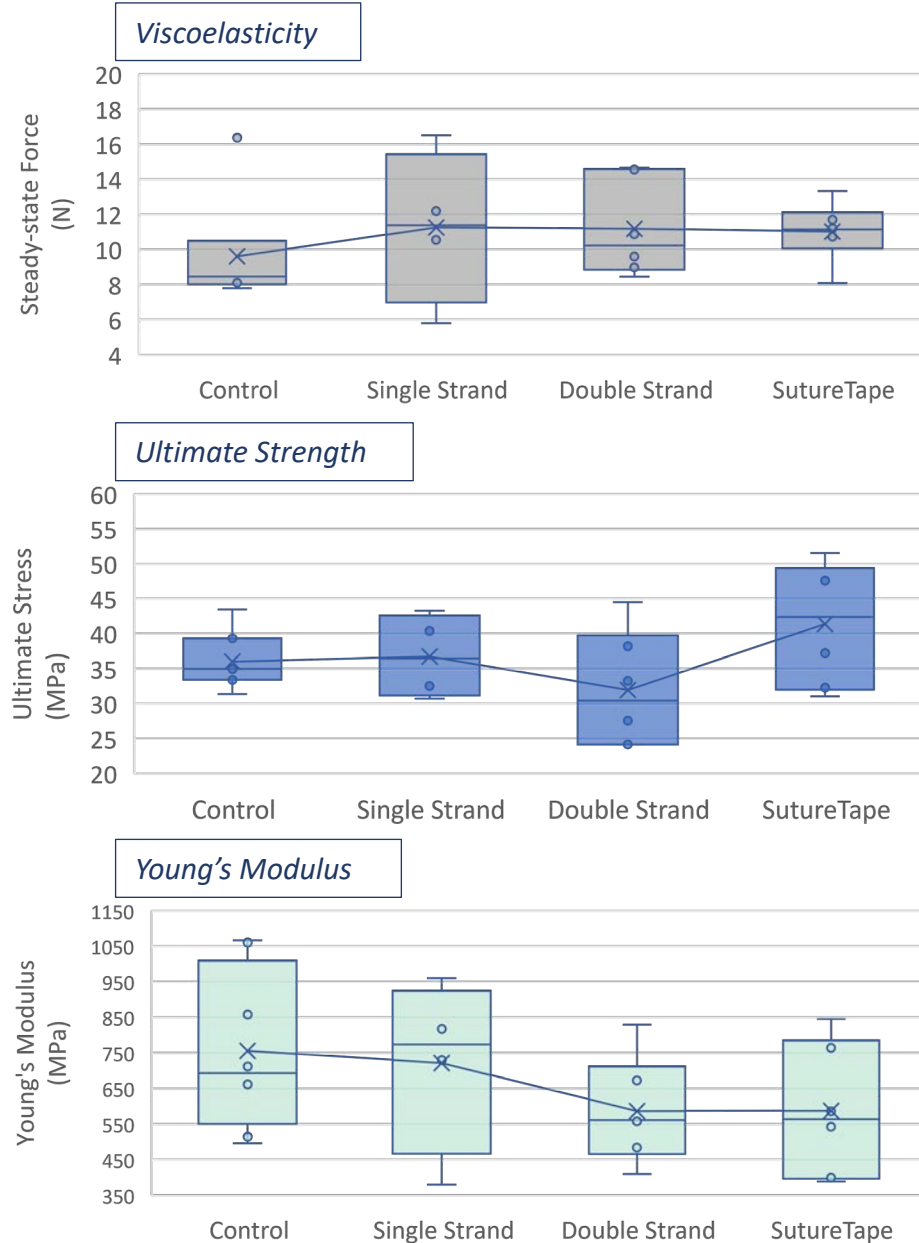 Viscoelasticity
Steady-state Force
(N)
20
18
16
14
12
10
8
6
4
Control Single Strand Double Strand SutureTape
Ultimate Strength
Ultimate Stress
(MPa)
60
55
50
45
40
35
30
25
20
Control Single Strand Double Strand SutureTape
Young’s Modulus
Young's Modulus
(MPa)
1150
1050
950
850
750
650
550
450
350
Control Single Strand Double Strand SutureTape